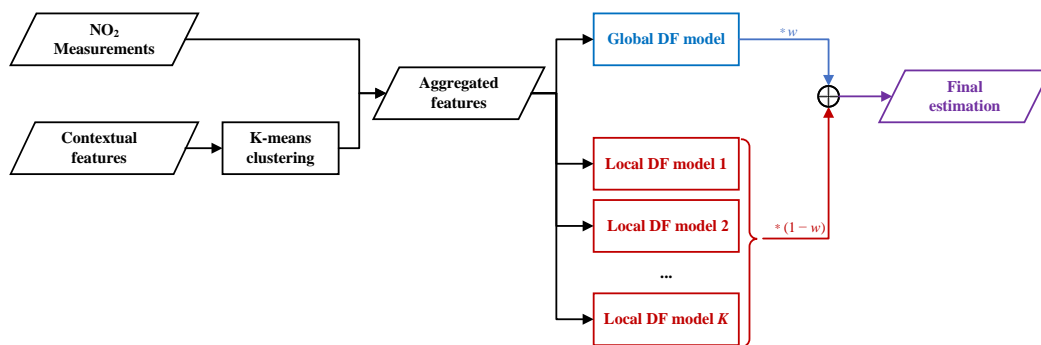 NO₂
Measurements
Contextual
features
K-means
clustering
Aggregated
features
Global DF model
* w
Local DF model 1
Local DF model 2
...
Local DF model K
* (1 − w)
Final
estimation